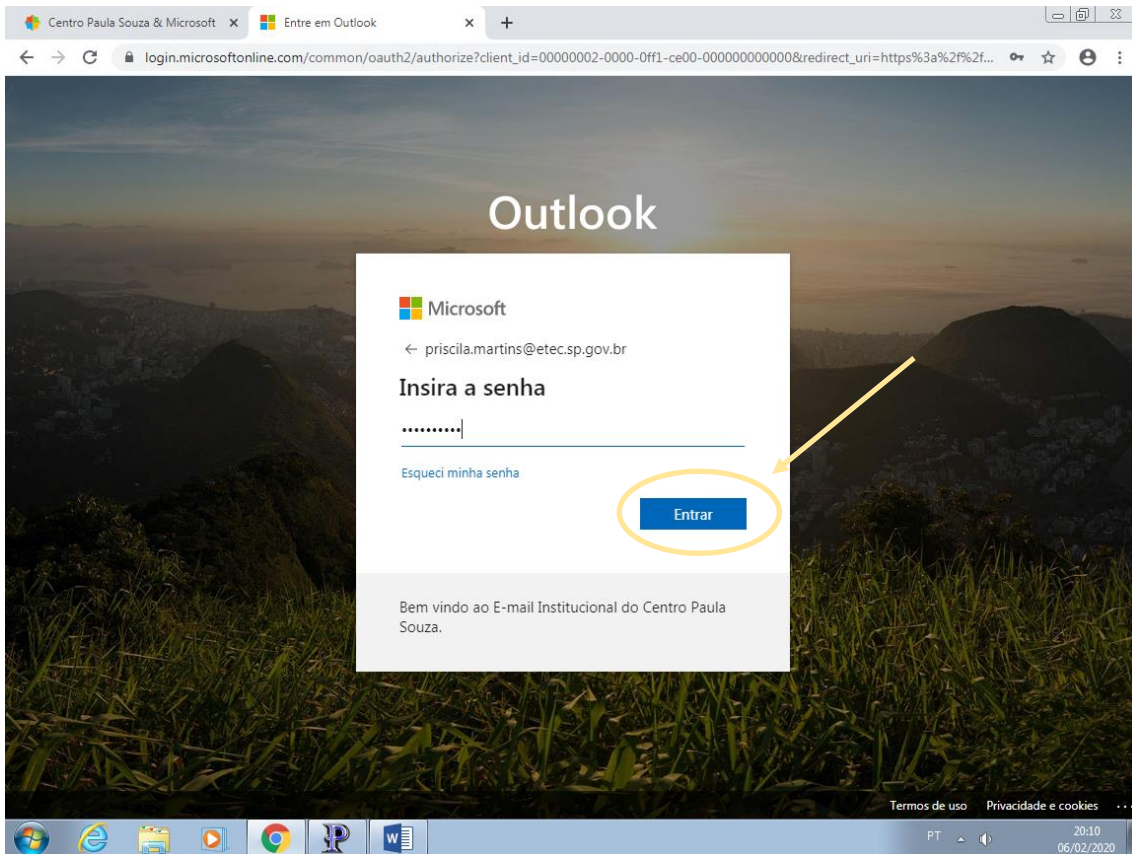 Centro Paula Souza & Microsoft
Entre em Outlook
login.microsoftonline.com/common/oauth2/authorize?client_id=00000002-0000-0ff1-ce00-000000000000&redirect_uri=https%3a%2f%2f...
Outlook
Microsoft
priscila.martins@etec.sp.gov.br
Insira a senha
Esqueci minha senha
Entrar
Bem vindo ao E-mail Institucional do Centro Paula
Souza.
Termos de uso Privacidade e cookies ...
PT 20:10
06/02/2020